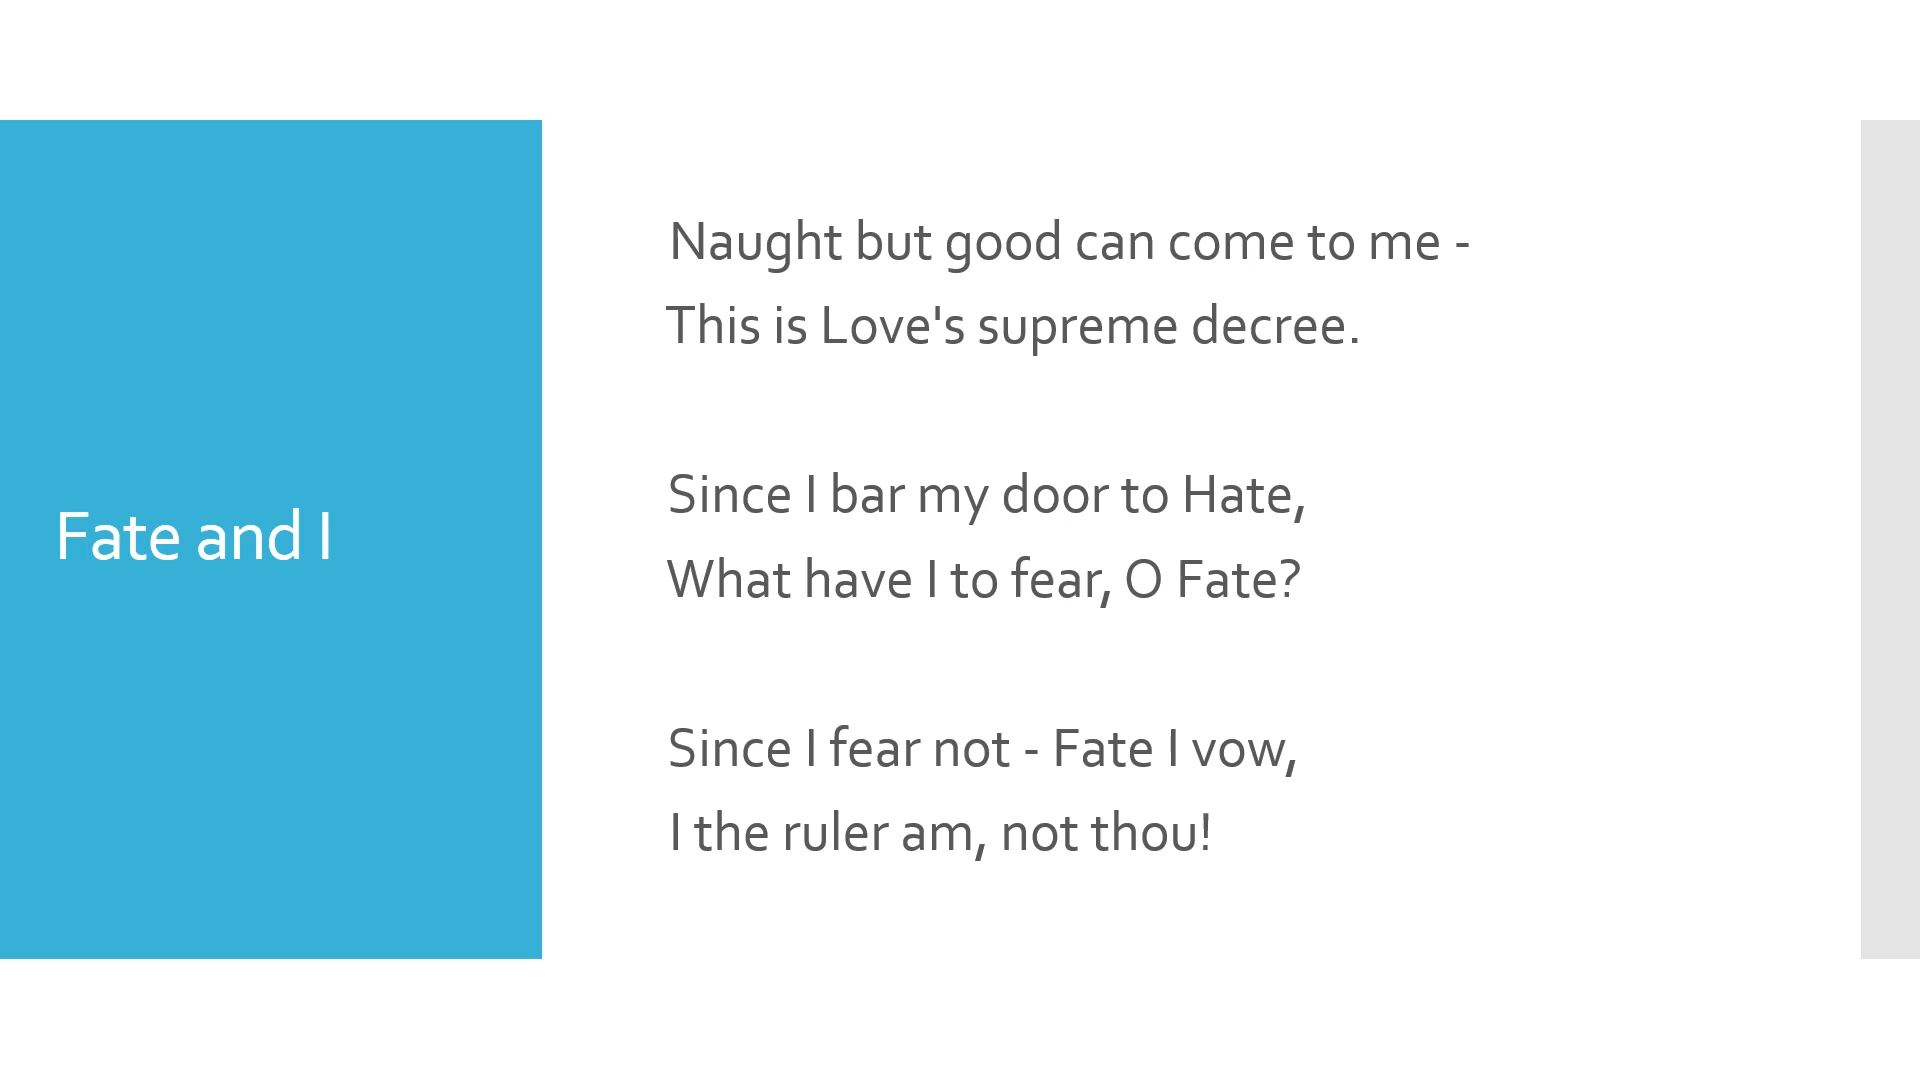 Fate and I
Naught but good can come to me -
This is Love's supreme decree.
Since I bar my door to Hate,
What have I to fear, O Fate?
Since I fear not - Fate I vow,
I the ruler am, not thou!